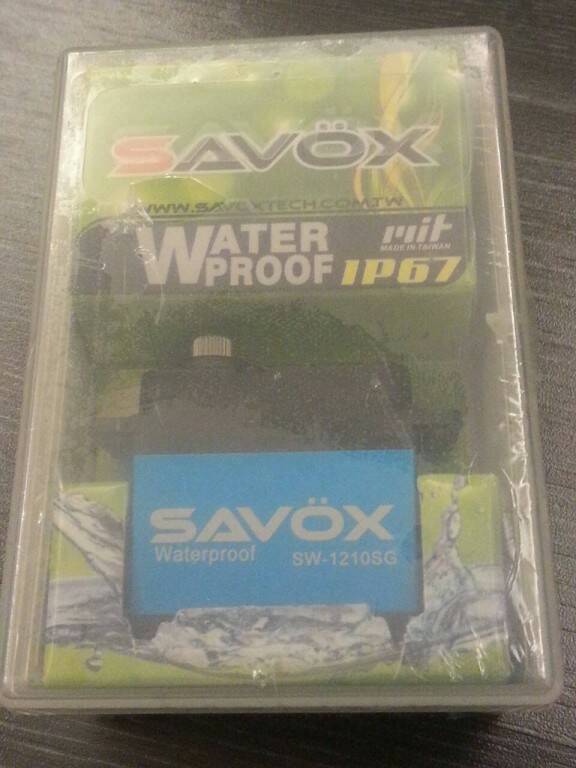 SAVÖX
WWW.SAVOXTECH.COM.TW
WATER PROOF
mit
MADE IN TAIWAN
IP67
SAVÖX
Waterproof SW-1210SG